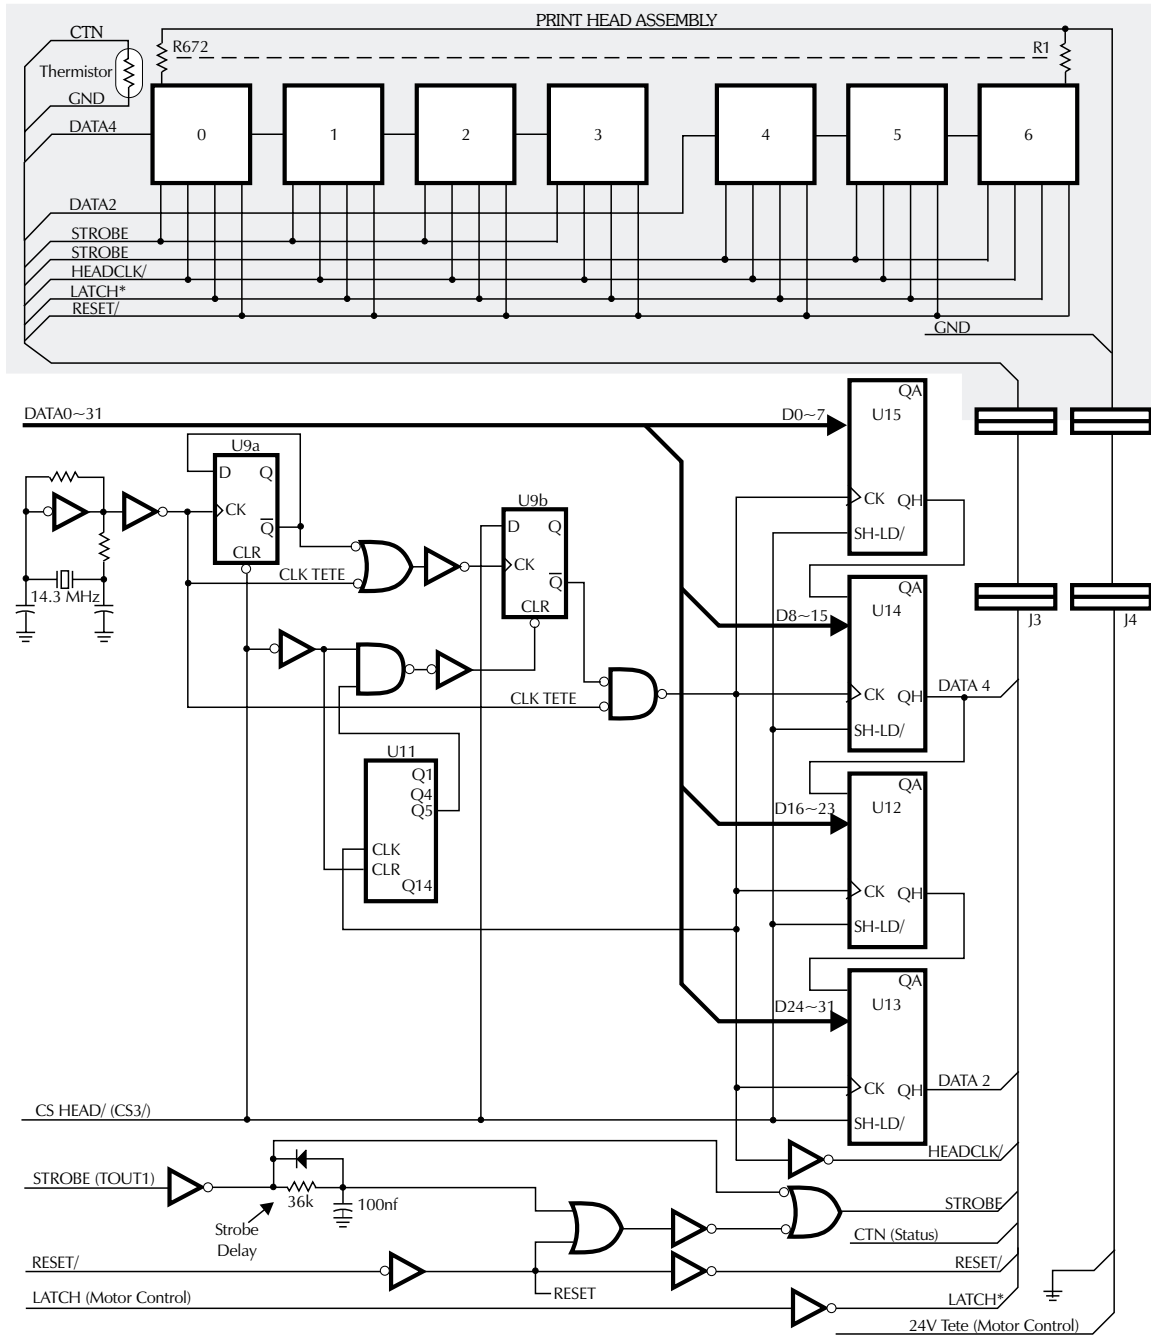 PRINT HEAD ASSEMBLY
CTN
R672
R1
Thermistor
GND
DATA4
0
1
2
3
4
5
6
DATA2
STROBE
STROBE
HEADCLK/
LATCH*
RESET/
GND
DATA0~31
D0~7
QA
U15
CK
QH
SH-LD/
U9a
D
Q
CK
Q
CLR
U9b
D
Q
CK
Q
CLR
14.3 MHz
CLK TETE
CLK TETE
D8~15
QA
U14
CK
QH
SH-LD/
DATA 4
J3
J4
U11
Q1
Q4
Q5
CLK
CLR
Q14
D16~23
QA
U12
CK
QH
SH-LD/
D24~31
QA
U13
CK
QH
SH-LD/
DATA 2
CS HEAD/ (CS3/)
HEADCLK/
STROBE (TOUT1)
36k
100nf
Strobe
Delay
STROBE
CTN (Status)
RESET/
RESET
RESET/
LATCH (Motor Control)
LATCH*
24V Tete (Motor Control)